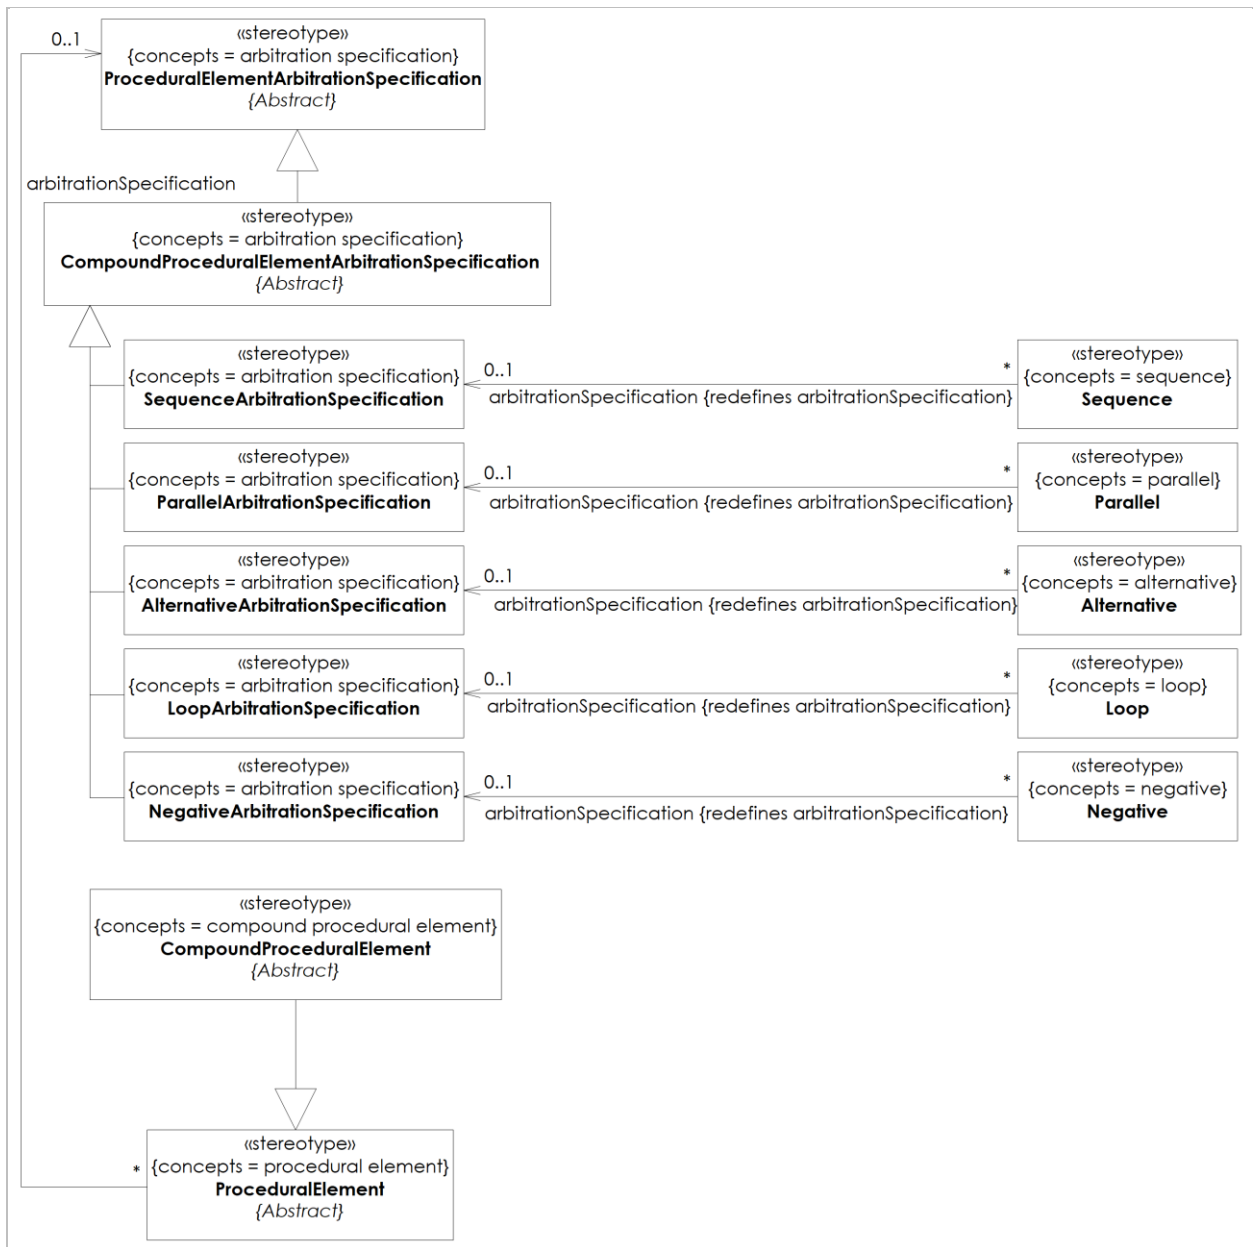 0..1
«stereotype»
{concepts = arbitration specification}
ProceduralElementArbitrationSpecification
{Abstract}
arbitrationSpecification
«stereotype»
{concepts = arbitration specification}
CompoundProceduralElementArbitrationSpecification
{Abstract}
«stereotype»
{concepts = arbitration specification}
SequenceArbitrationSpecification
0..1
*
arbitrationSpecification {redefines arbitrationSpecification}
«stereotype»
{concepts = sequence}
Sequence
«stereotype»
{concepts = arbitration specification}
ParallelArbitrationSpecification
0..1
*
arbitrationSpecification {redefines arbitrationSpecification}
«stereotype»
{concepts = parallel}
Parallel
«stereotype»
{concepts = arbitration specification}
AlternativeArbitrationSpecification
0..1
*
arbitrationSpecification {redefines arbitrationSpecification}
«stereotype»
{concepts = alternative}
Alternative
«stereotype»
{concepts = arbitration specification}
LoopArbitrationSpecification
0..1
*
arbitrationSpecification {redefines arbitrationSpecification}
«stereotype»
{concepts = loop}
Loop
«stereotype»
{concepts = arbitration specification}
NegativeArbitrationSpecification
0..1
*
arbitrationSpecification {redefines arbitrationSpecification}
«stereotype»
{concepts = negative}
Negative
«stereotype»
{concepts = compound procedural element}
CompoundProceduralElement
{Abstract}
«stereotype»
*
{concepts = procedural element}
ProceduralElement
{Abstract}